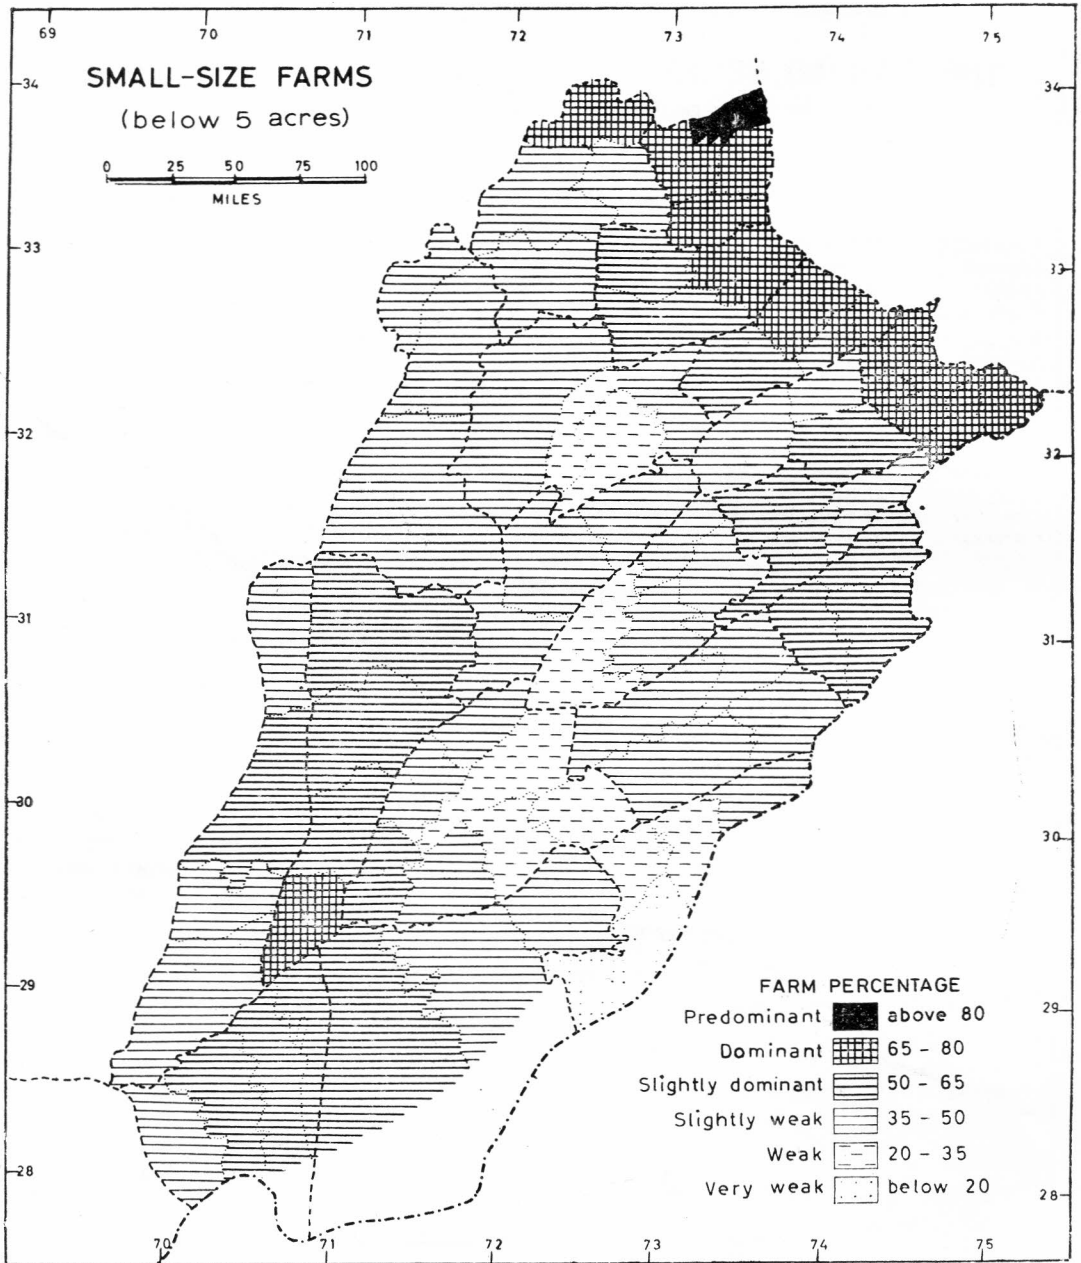 69 70 71 72 73 74 75
34 34
SMALL-SIZE FARMS
(below 5 acres)
0 25 50 100
MILES
33 33
32 32
31 31
30 30
29 29
FARM PERCENTAGE
Predominant above 80
Dominant 65 - 80
Slightly dominant 50 - 65
Slightly weak 35 - 50
Weak 20 - 35
Very weak below 20
28 28
70 71 72 73 74 75